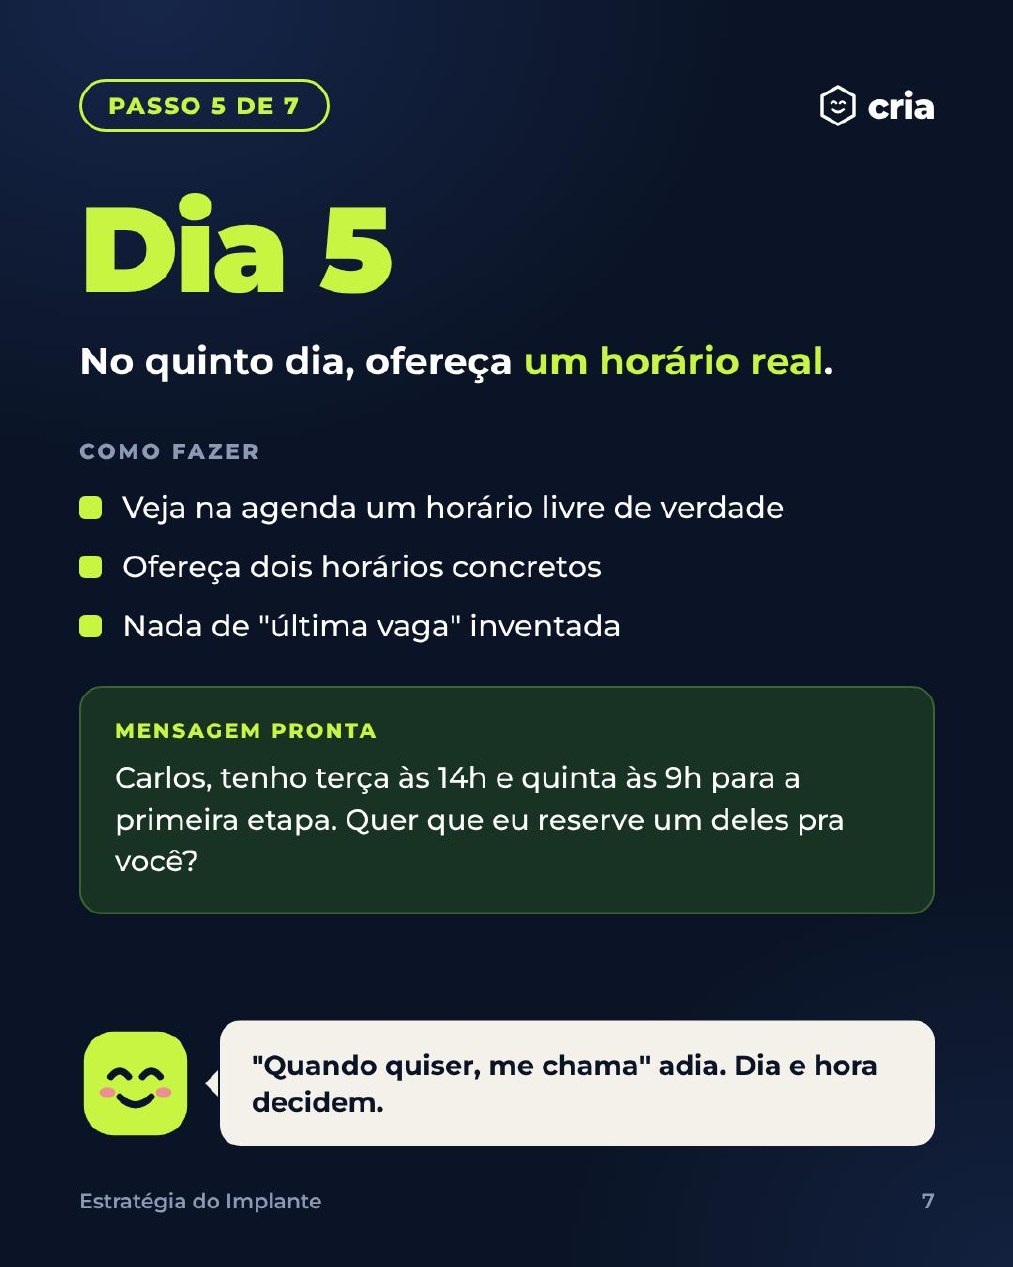 PASSO 5 DE 7
cria
Dia 5
No quinto dia, ofereça um horário real.
COMO FAZER
Veja na agenda um horário livre de verdade
Ofereça dois horários concretos
Nada de "última vaga" inventada
MENSAGEM PRONTA
Carlos, tenho terça às 14h e quinta às 9h para a
primeira etapa. Quer que eu reserve um deles pra
você?
"Quando quiser, me chama" adia. Dia e hora
decidem.
Estratégia do Implante
7